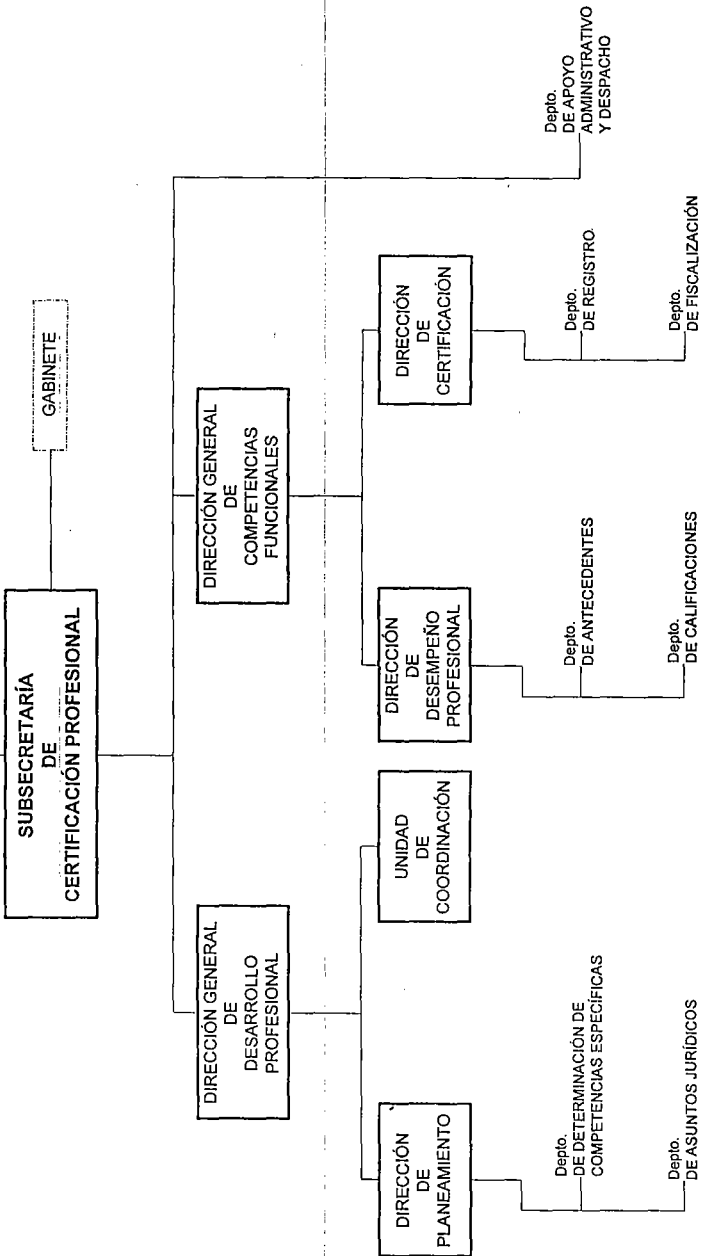 SUBSECRETARÍA
DE
CERTIFICACIÓN PROFESIONAL
GABINETE
DIRECCIÓN GENERAL
DE
DESARROLLO
PROFESIONAL
DIRECCIÓN GENERAL
DE
COMPETENCIAS
FUNCIONALES
DIRECCIÓN
DE
PLANEAMIENTO
UNIDAD
DE
COORDINACIÓN
DIRECCIÓN
DE
DESEMPEÑO
PROFESIONAL
DIRECCIÓN
DE
CERTIFICACIÓN
Depto.
DE APOYO
ADMINISTRATIVO
Y DESPACHO
Depto.
DE DETERMINACIÓN DE
COMPETENCIAS ESPECÍFICAS
Depto.
DE ANTECEDENTES
Depto.
DE REGISTRO
Depto.
DE ASUNTOS JURÍDICOS
Depto.
DE CALIFICACIONES
Depto.
DE FISCALIZACIÓN